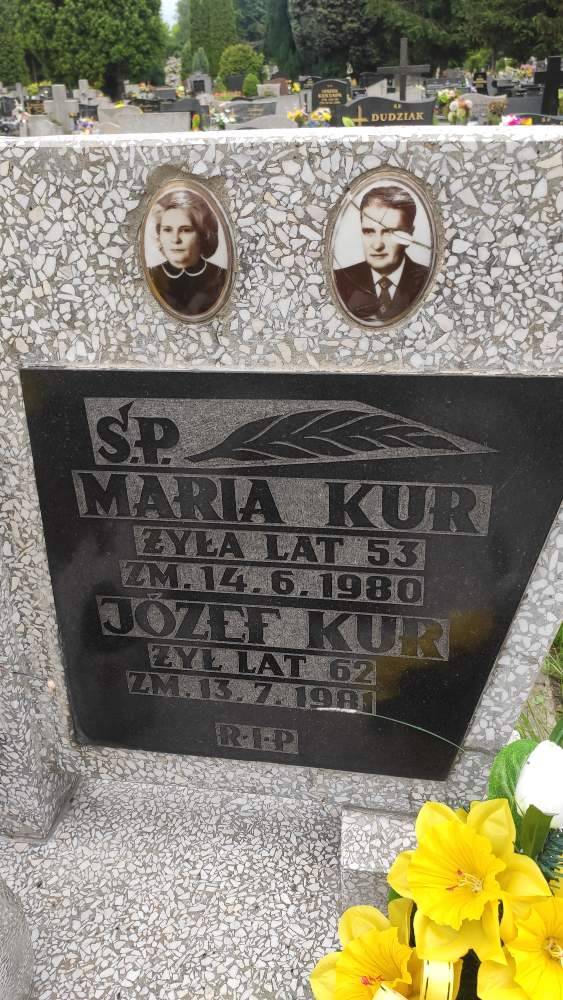 DUDZIAK
Ś.P.
MARIA KUR
ŻYŁA LAT 53
ZM. 14. 6. 1980
JÓZEF KUR
ŻYŁ LAT 62
ZM. 13. 7. 1981
R·I·P